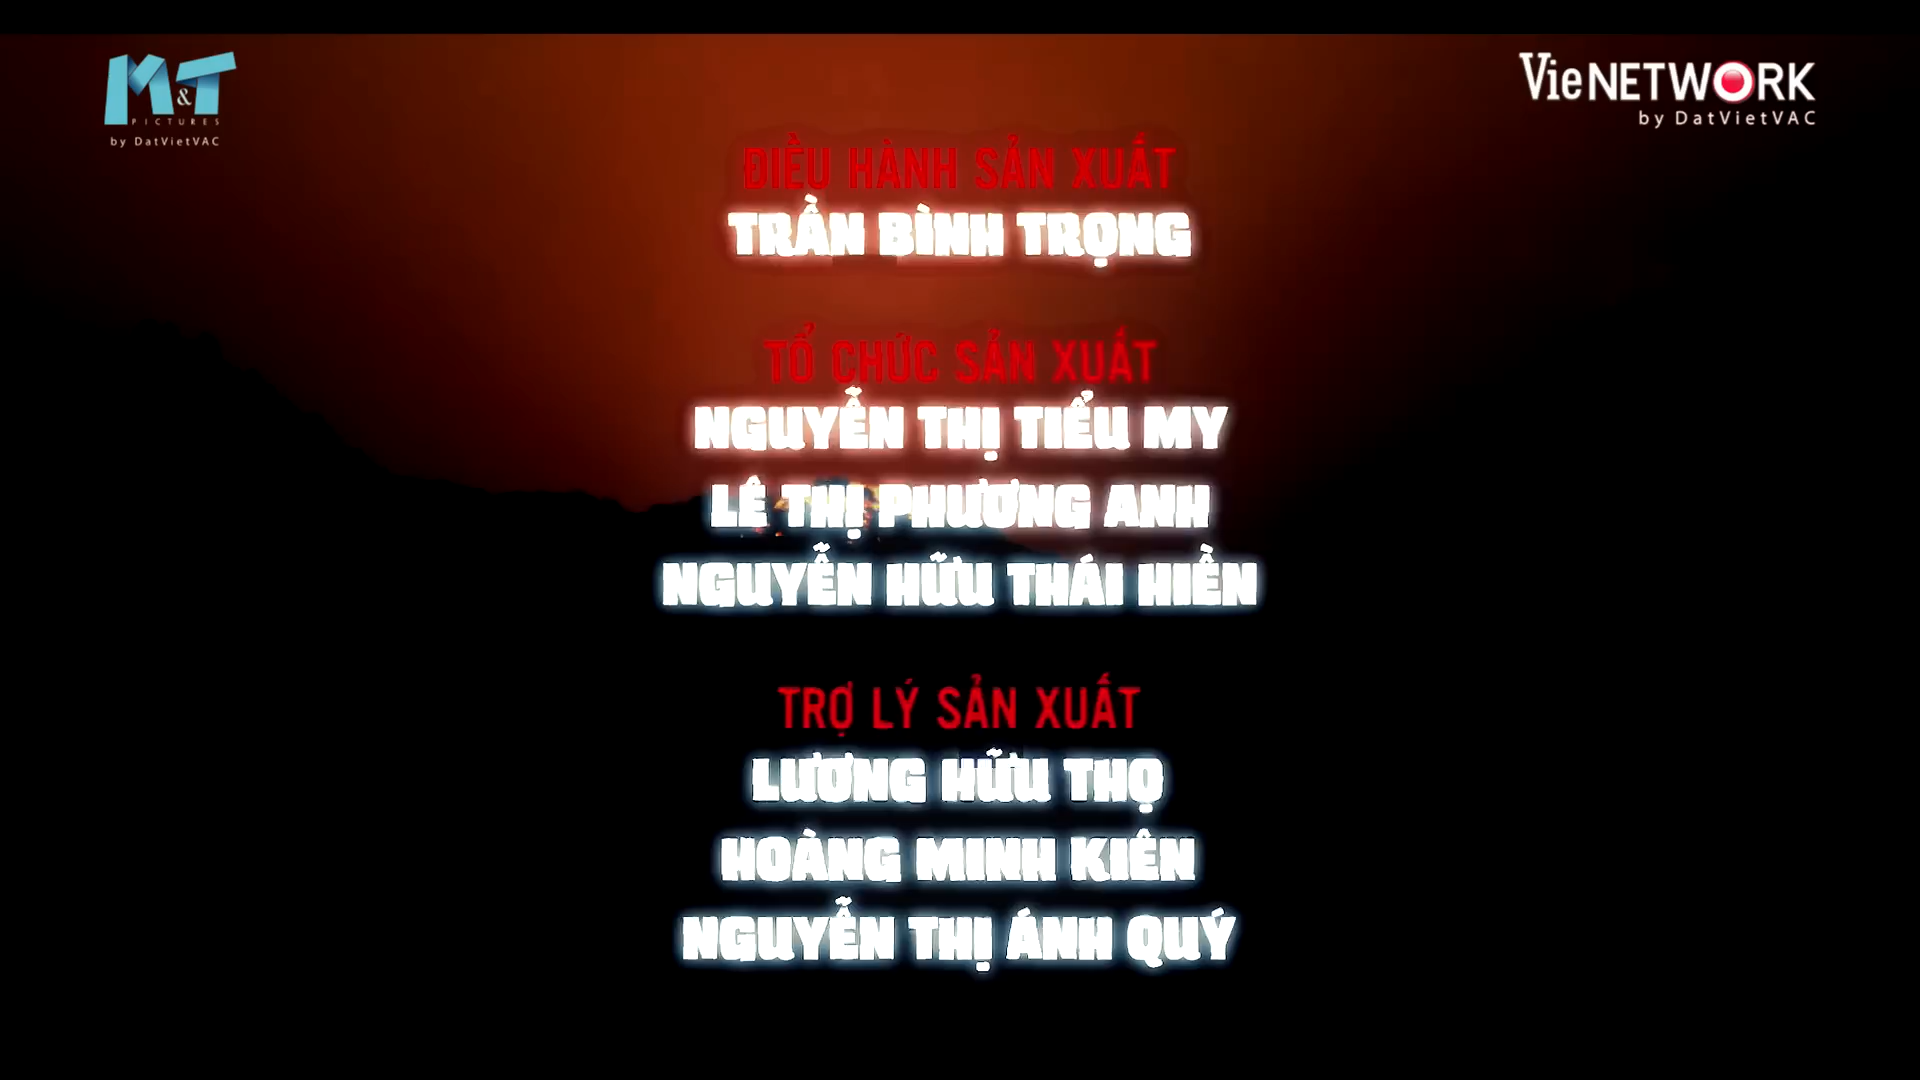 M&T
PICTURES
by DatVietVAC
VieNETWORK
by DatVietVAC
ĐIỀU HÀNH SẢN XUẤT
TRẦN BÌNH TRỌNG
TỔ CHỨC SẢN XUẤT
NGUYỄN THỊ TIỂU MY
LÊ THỊ PHƯƠNG ANH
NGUYỄN HỮU THÁI HIỀN
TRỢ LÝ SẢN XUẤT
LƯƠNG HỮU THỌ
HOÀNG MINH KIÊN
NGUYỄN THỊ ÁNH QUÝ